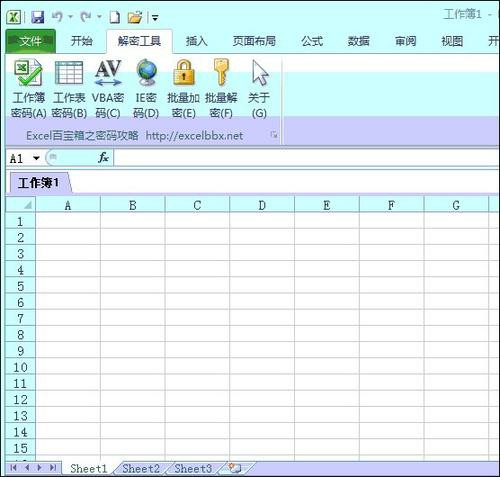 工作簿1 -
文件 开始 解密工具 插入 页面布局 公式 数据 审阅 视图 开
工作簿 工作表 VBA密 IE密 批量加 批量解 关于
密码(A) 密码(B) 码(C) 码(D) 密(E) 密(F) (G)
Excel百宝箱之密码攻略 http://excelbbx.net
A1 fx
工作簿1
A B C D E F G
1
2
3
4
5
6
7
8
9
10
11
12
13
14
15
Sheet1 Sheet2 Sheet3